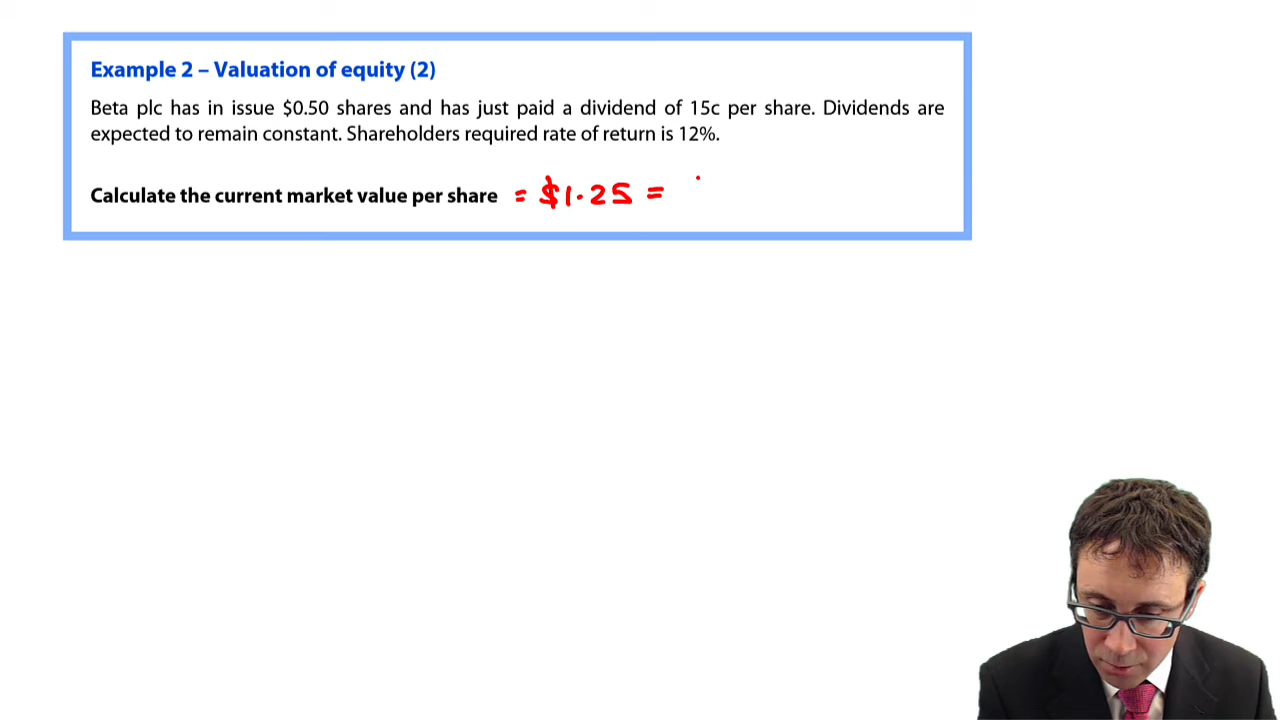 Example 2 – Valuation of equity (2)
Beta plc has in issue $0.50 shares and has just paid a dividend of 15c per share. Dividends are
expected to remain constant. Shareholders required rate of return is 12%.
Calculate the current market value per share = $1.25 =